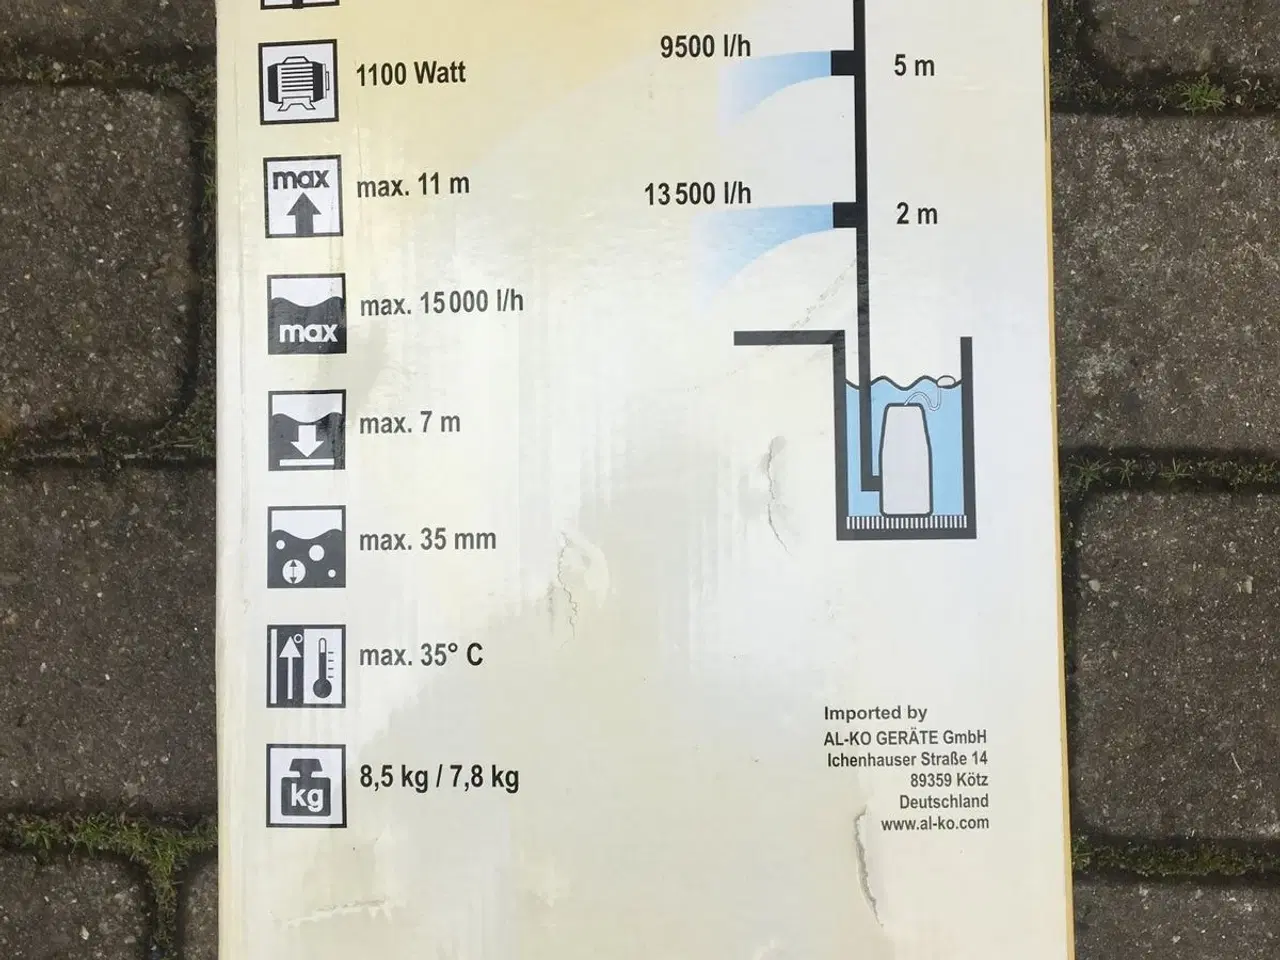 1100 Watt
max
max. 11 m
max
max. 15 000 l/h
max. 7 m
max. 35 mm
max. 35° C
kg
8,5 kg / 7,8 kg
9500 l/h
5 m
13 500 l/h
2 m
Imported by
AL-KO GERÄTE GmbH
Ichenhauser Straße 14
89359 Kötz
Deutschland
www.al-ko.com